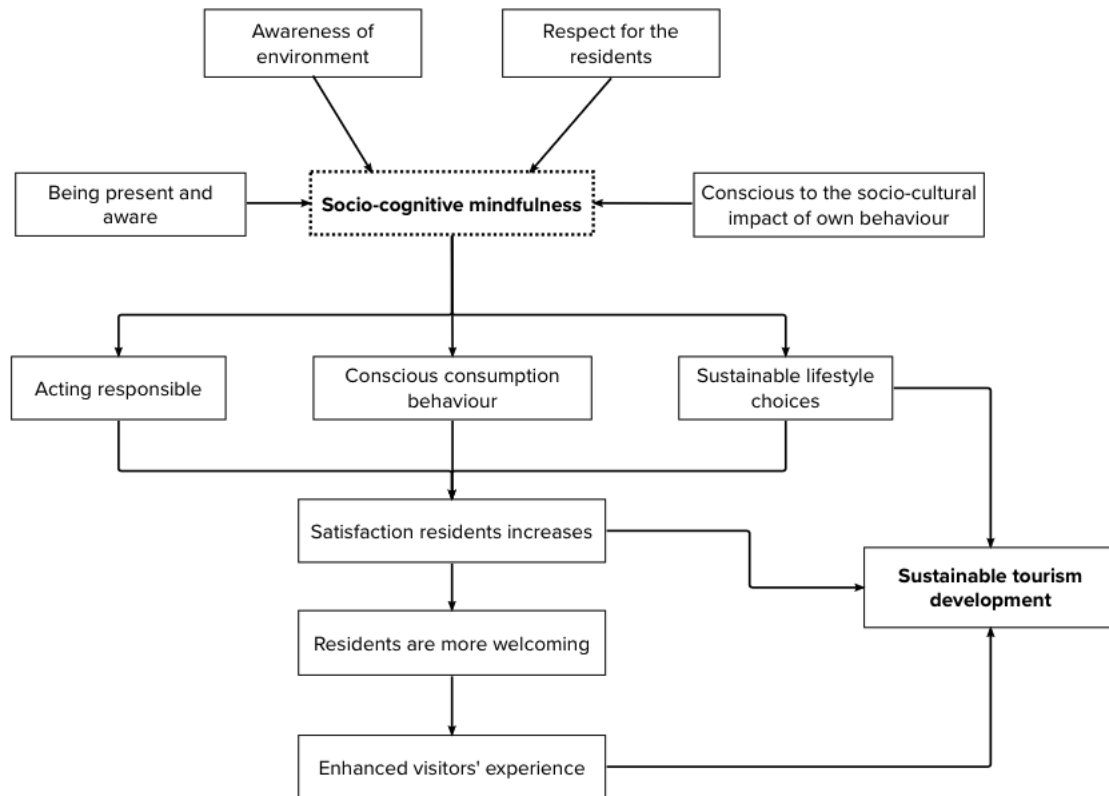 Awareness of
environment
Respect for the
residents
Being present and
aware
Socio-cognitive mindfulness
Conscious to the socio-cultural
impact of own behaviour
Acting responsible
Conscious consumption
behaviour
Sustainable lifestyle
choices
Satisfaction residents increases
Sustainable tourism
development
Residents are more welcoming
Enhanced visitors' experience